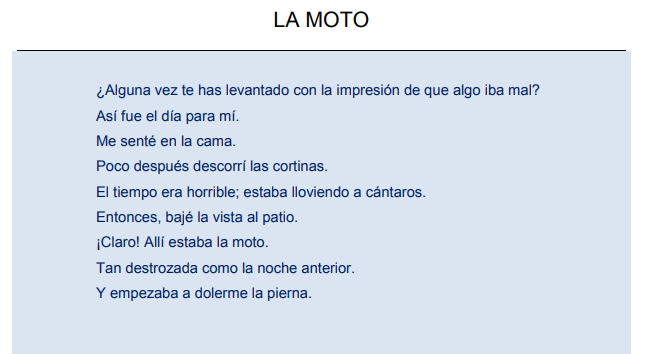 LA MOTO
¿Alguna vez te has levantado con la impresión de que algo iba mal?
Así fue el día para mí.
Me senté en la cama.
Poco después descorrí las cortinas.
El tiempo era horrible; estaba lloviendo a cántaros.
Entonces, bajé la vista al patio.
¡Claro! Allí estaba la moto.
Tan destrozada como la noche anterior.
Y empezaba a dolerme la pierna.